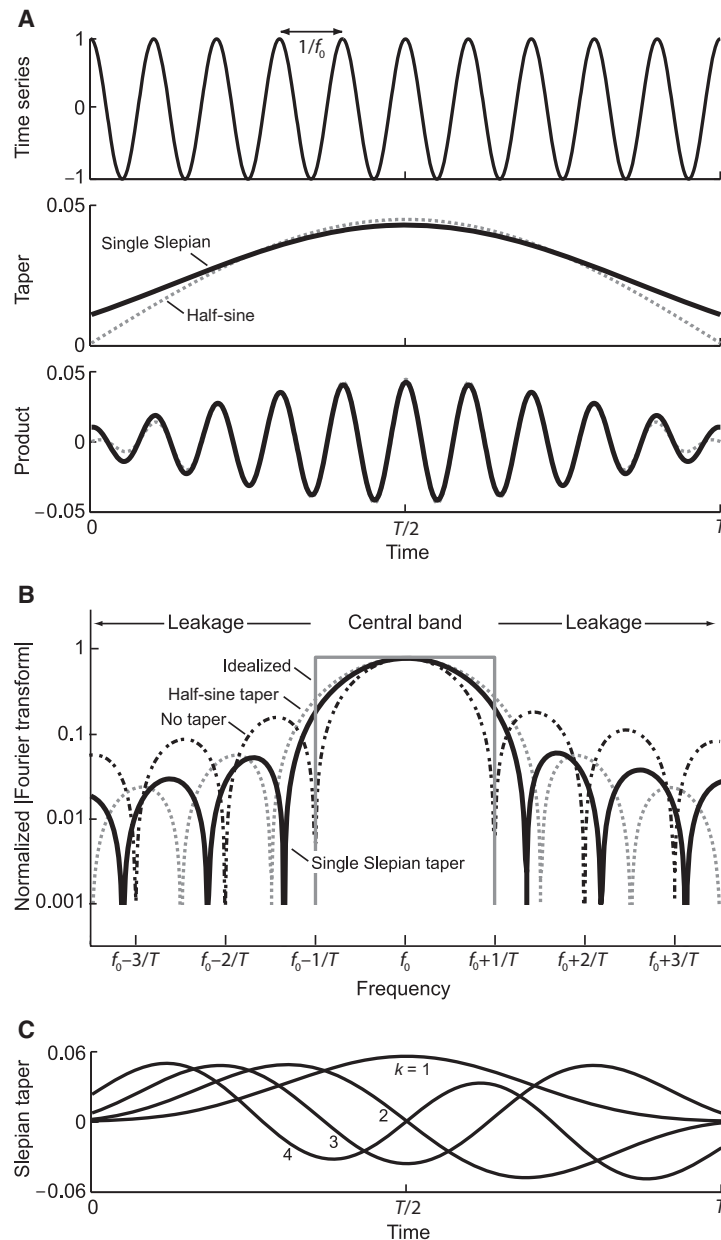 A
Time series
1
0
−1
1/f₀
Taper
0.05
0
Single Slepian
Half-sine
Product
0.05
0
−0.05
0
T/2
T
Time
B
Leakage
Central band
Leakage
Normalized |Fourier transform|
1
0.1
0.01
0.001
Idealized
Half-sine taper
No taper
Single Slepian taper
f₀−3/T
f₀−2/T
f₀−1/T
f₀
f₀+1/T
f₀+2/T
f₀+3/T
Frequency
C
Slepian taper
0.06
0
−0.06
k = 1
2
3
4
0
T/2
T
Time